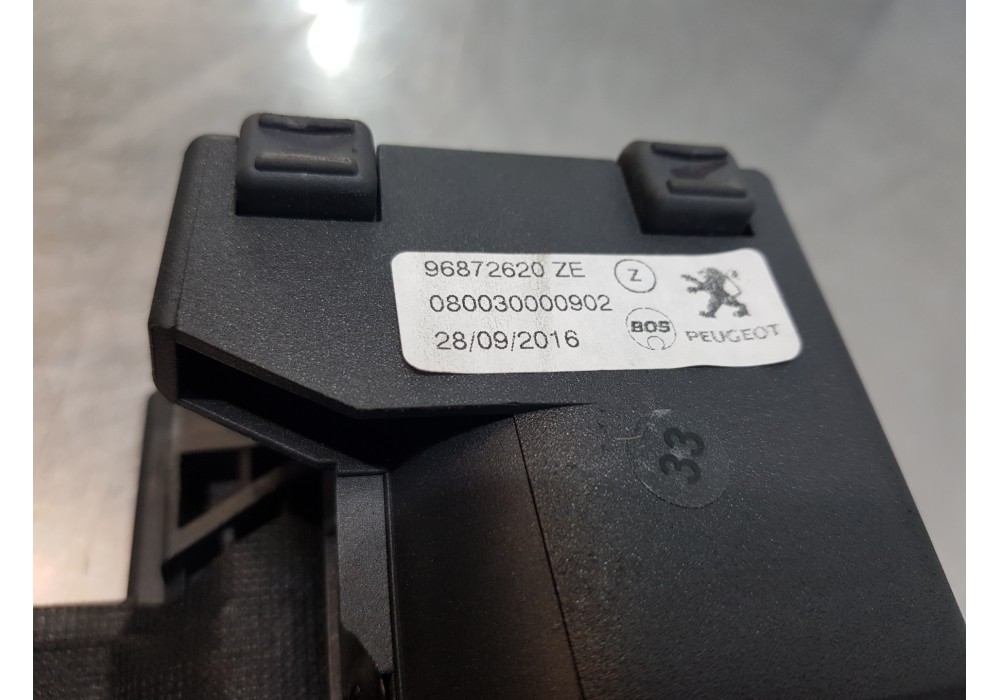 96872620 ZE Z
080030000902
28/09/2016
BOS
PEUGEOT
33